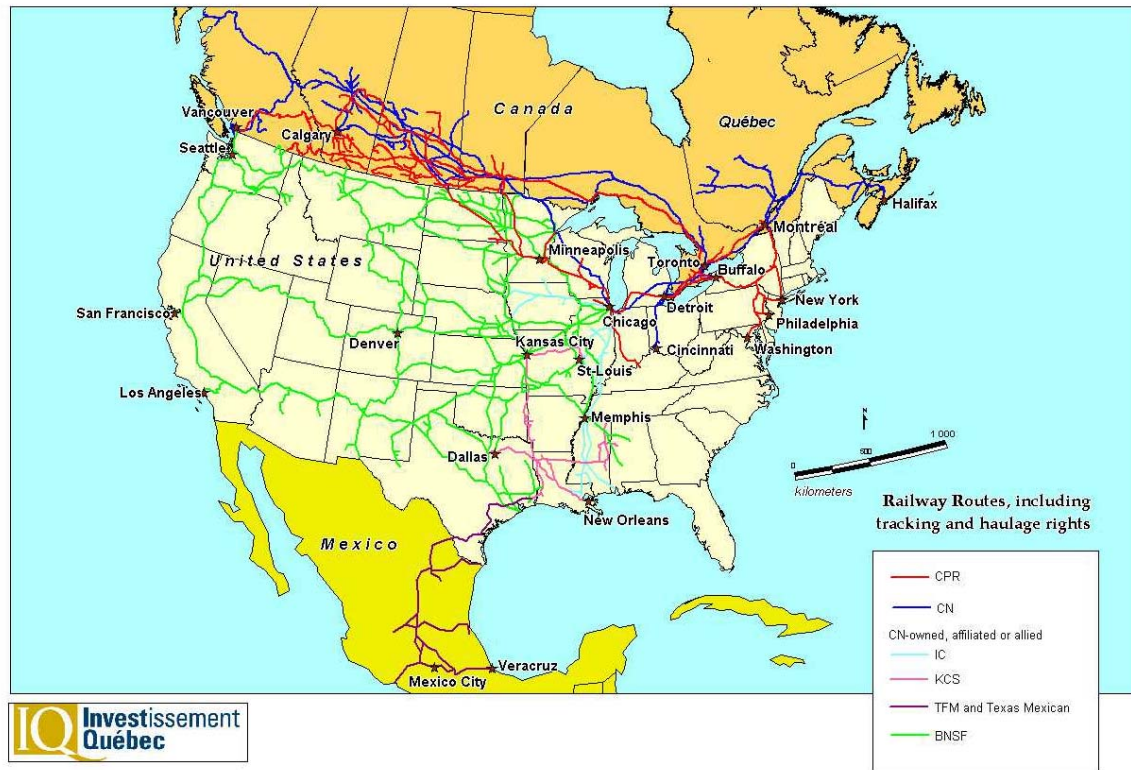 Canada
Québec
Vancouver
Calgary
Seattle
Halifax
Montréal
Minneapolis
Toronto
Buffalo
United States
Detroit
New York
San Francisco
Chicago
Philadelphia
Denver
Kansas City
Cincinnati
Washington
St-Louis
Los Angeles
Memphis
N
1 000
Dallas
0
500
kilometers
Railway Routes, including
tracking and haulage rights
New Orleans
Mexico
CPR
CN
CN-owned, affiliated or allied
IC
Veracruz
KCS
Mexico City
TFM and Texas Mexican
BNSF
IQ Investissement
Québec